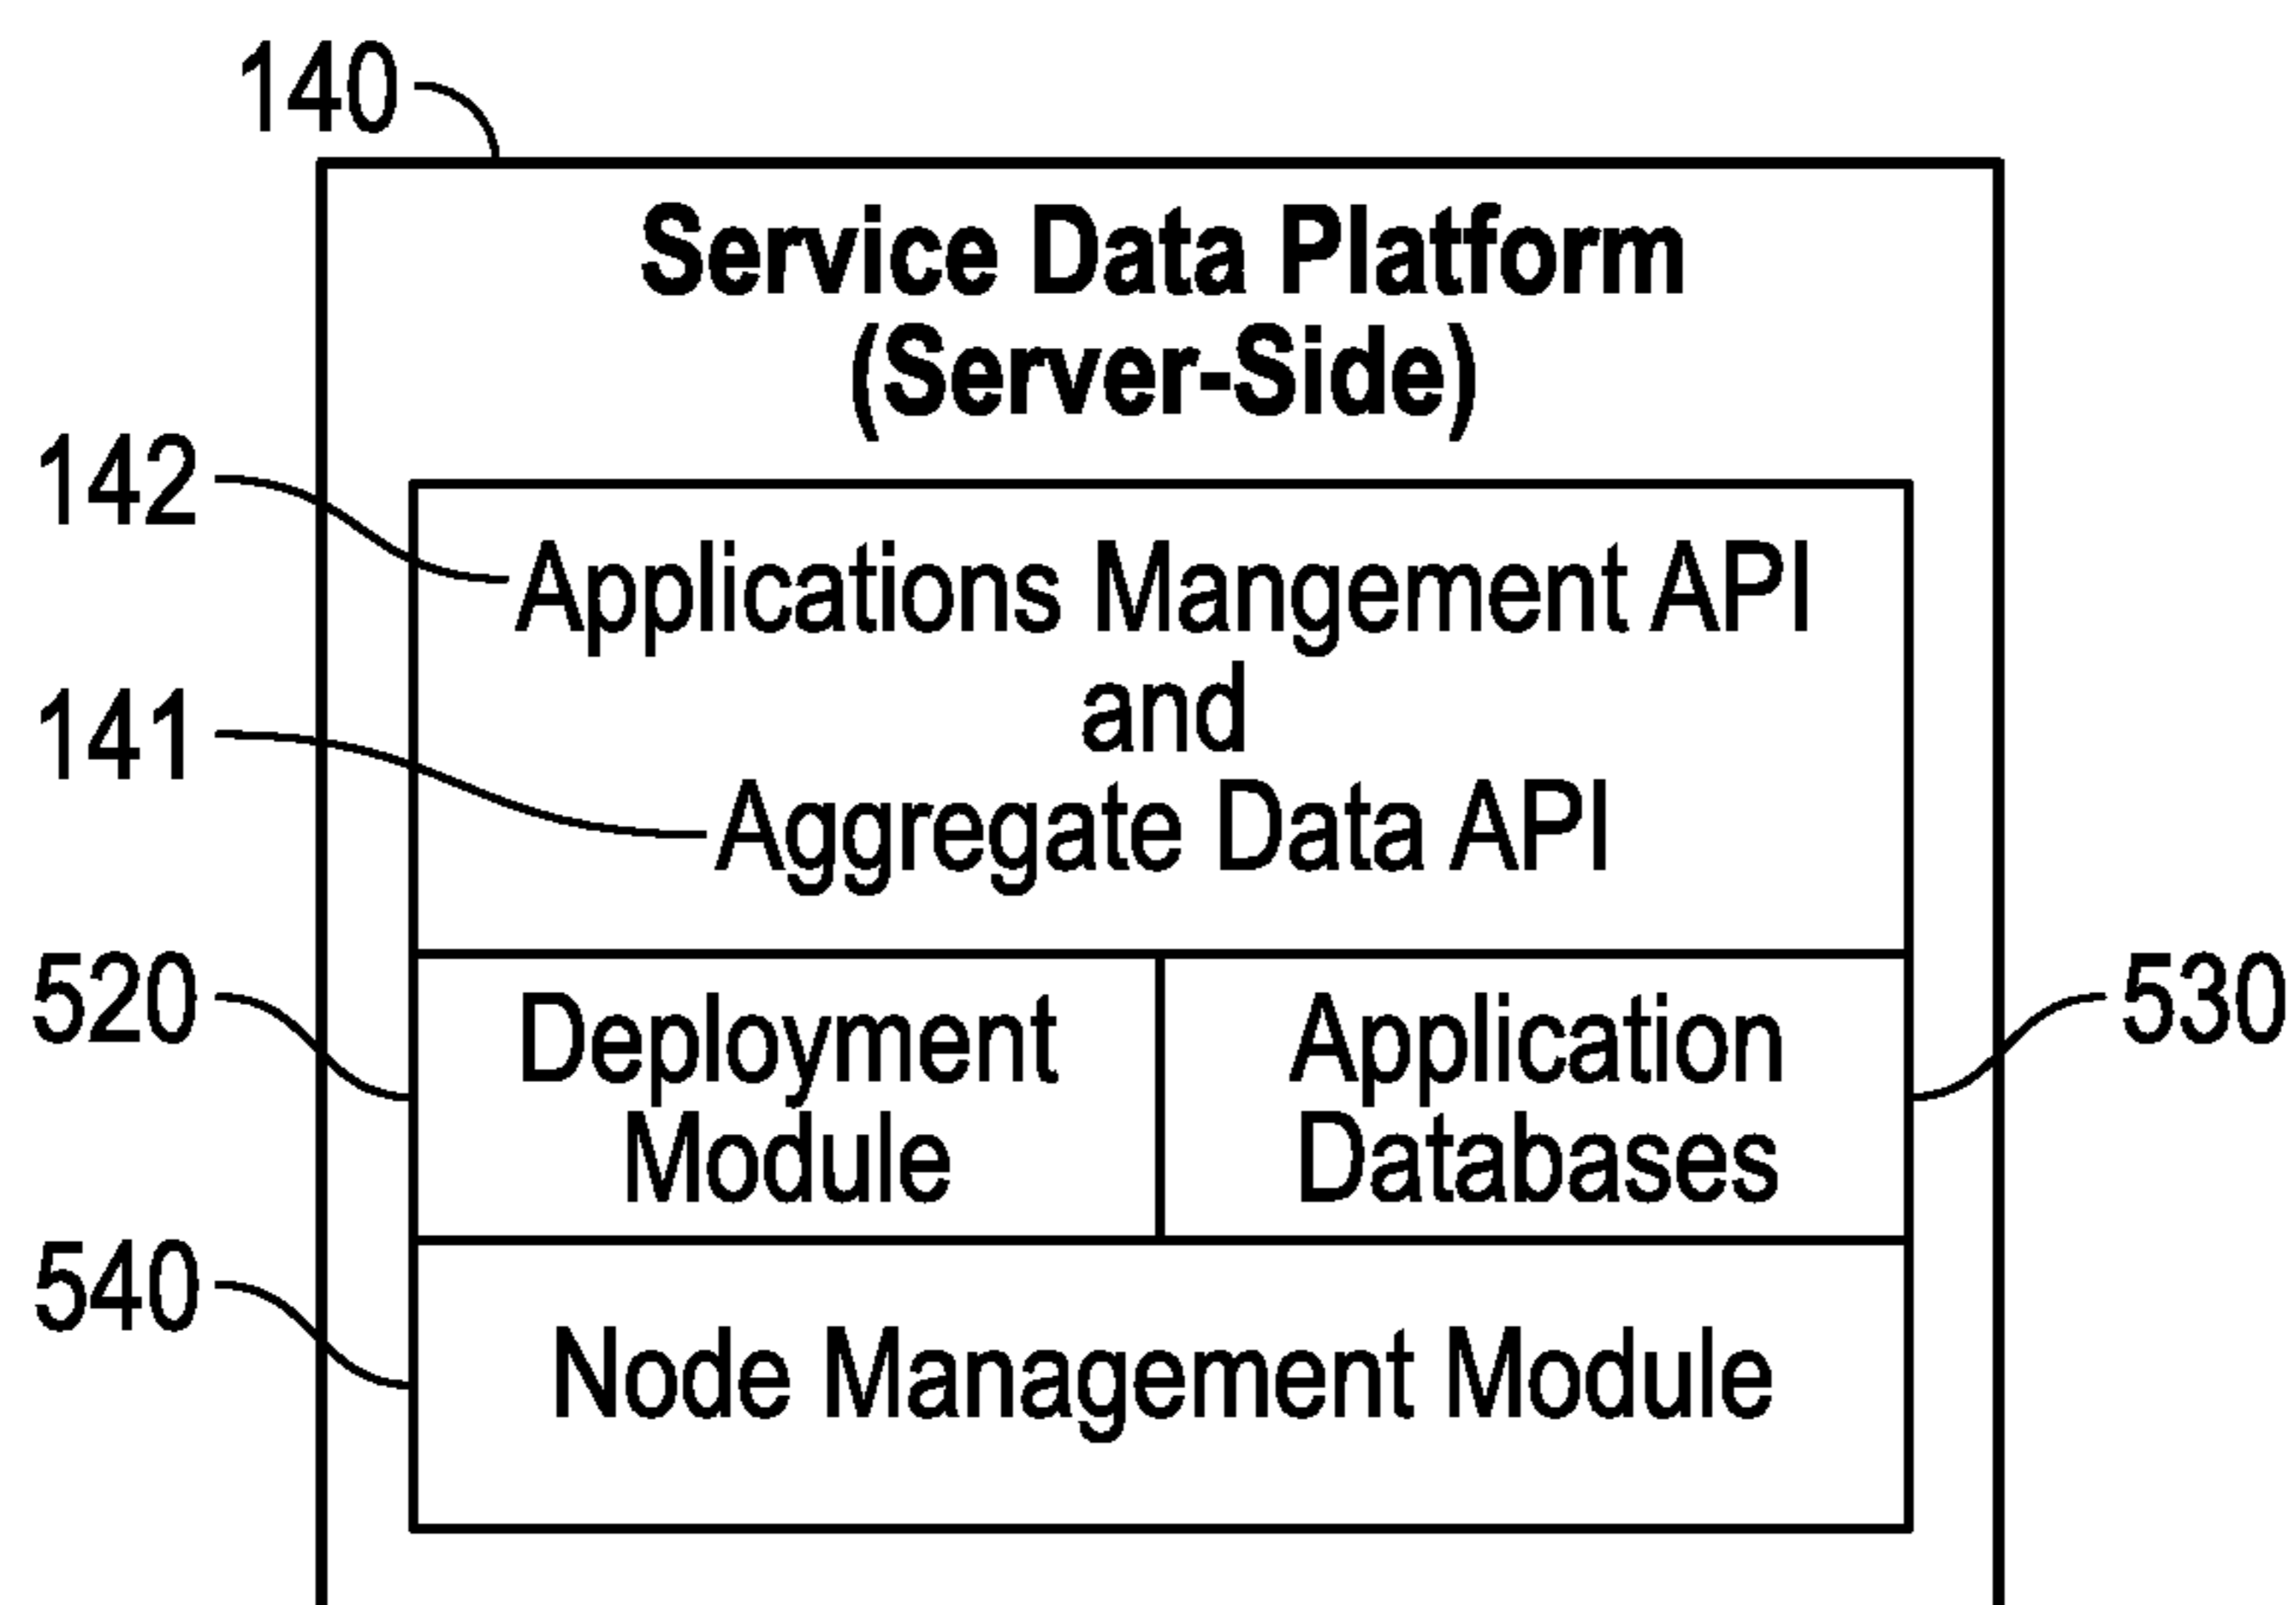 140
Service Data Platform
(Server-Side)
142
Applications Mangement API
and
141
Aggregate Data API
520
Deployment
Module
Application
Databases
530
540
Node Management Module